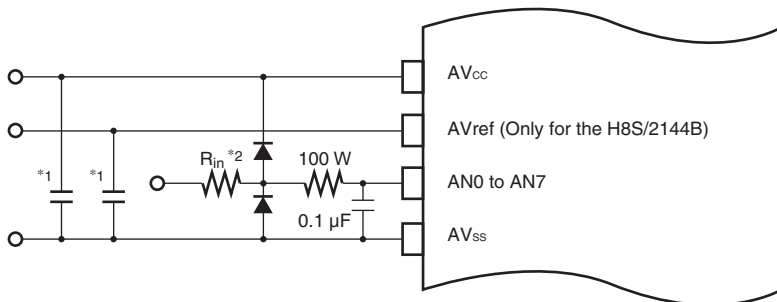 AVcc
AVref (Only for the H8S/2144B)
Rin *2
100 W
AN0 to AN7
*1
*1
0.1 µF
AVss